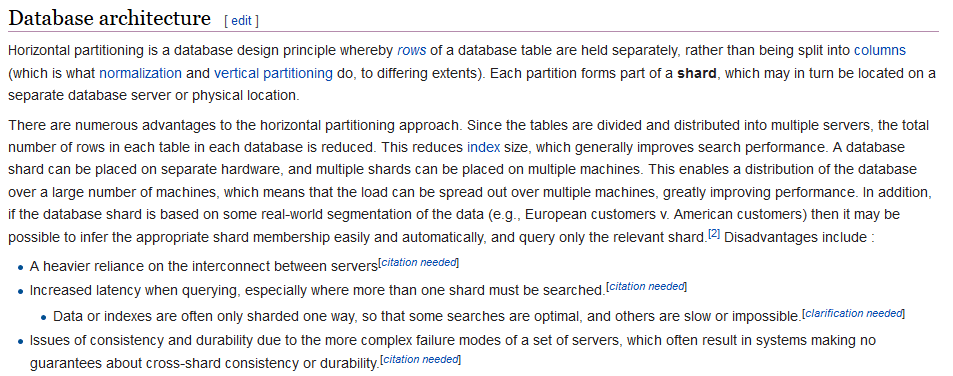 Database architecture [ edit ]
Horizontal partitioning is a database design principle whereby rows of a database table are held separately, rather than being split into columns
(which is what normalization and vertical partitioning do, to differing extents). Each partition forms part of a shard, which may in turn be located on a
separate database server or physical location.
There are numerous advantages to the horizontal partitioning approach. Since the tables are divided and distributed into multiple servers, the total
number of rows in each table in each database is reduced. This reduces index size, which generally improves search performance. A database
shard can be placed on separate hardware, and multiple shards can be placed on multiple machines. This enables a distribution of the database
over a large number of machines, which means that the load can be spread out over multiple machines, greatly improving performance. In addition,
if the database shard is based on some real-world segmentation of the data (e.g., European customers v. American customers) then it may be
possible to infer the appropriate shard membership easily and automatically, and query only the relevant shard.[2] Disadvantages include :
• A heavier reliance on the interconnect between servers[citation needed]
• Increased latency when querying, especially where more than one shard must be searched.[citation needed]
• Data or indexes are often only sharded one way, so that some searches are optimal, and others are slow or impossible.[clarification needed]
• Issues of consistency and durability due to the more complex failure modes of a set of servers, which often result in systems making no
guarantees about cross-shard consistency or durability.[citation needed]